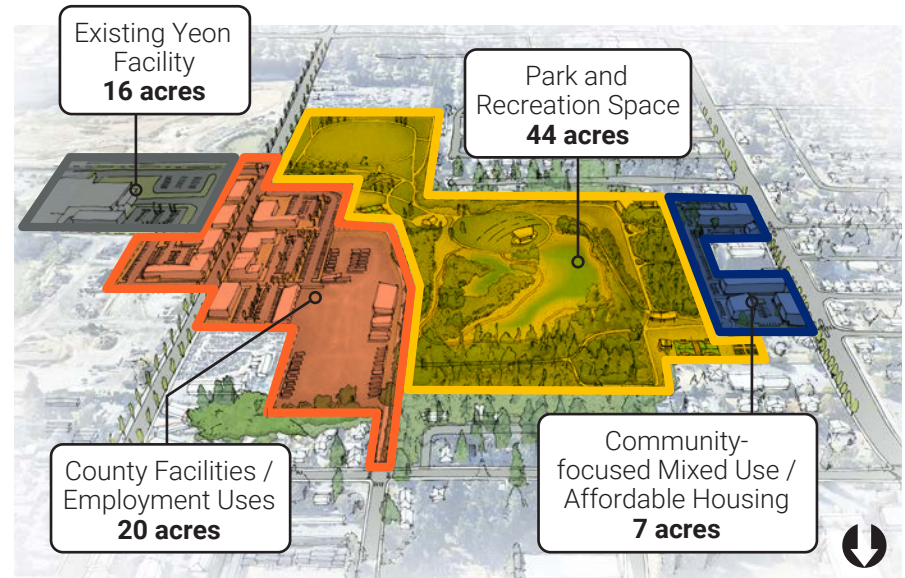 Existing Yeon
Facility
16 acres
Park and
Recreation Space
44 acres
County Facilities /
Employment Uses
20 acres
Community-
focused Mixed Use /
Affordable Housing
7 acres